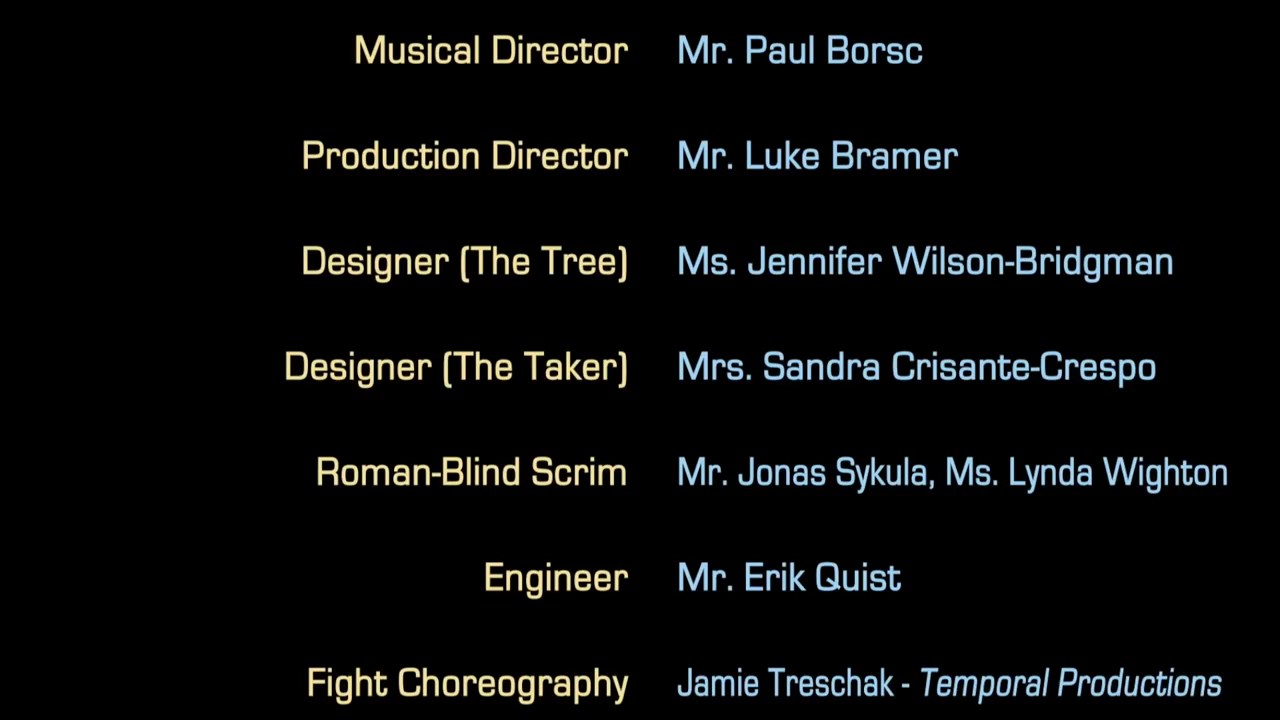 Musical Director Mr. Paul Borsc
Production Director Mr. Luke Bramer
Designer (The Tree) Ms. Jennifer Wilson-Bridgman
Designer (The Taker) Mrs. Sandra Crisante-Crespo
Roman-Blind Scrim Mr. Jonas Sykula, Ms. Lynda Wighton
Engineer Mr. Erik Quist
Fight Choreography Jamie Treschak - Temporal Productions